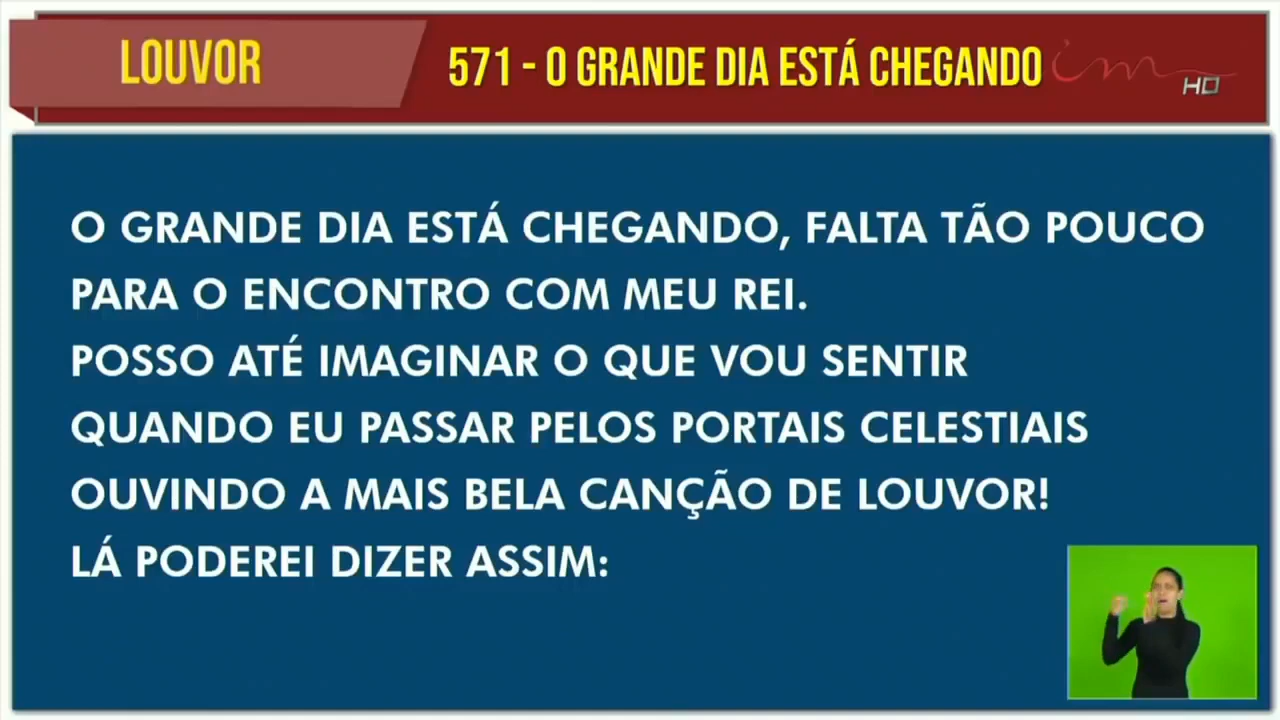 LOUVOR
571 - O GRANDE DIA ESTÁ CHEGANDO
im
HD
O GRANDE DIA ESTÁ CHEGANDO, FALTA TÃO POUCO
PARA O ENCONTRO COM MEU REI.
POSSO ATÉ IMAGINAR O QUE VOU SENTIR
QUANDO EU PASSAR PELOS PORTAIS CELESTIAIS
OUVINDO A MAIS BELA CANÇÃO DE LOUVOR!
LÁ PODEREI DIZER ASSIM: